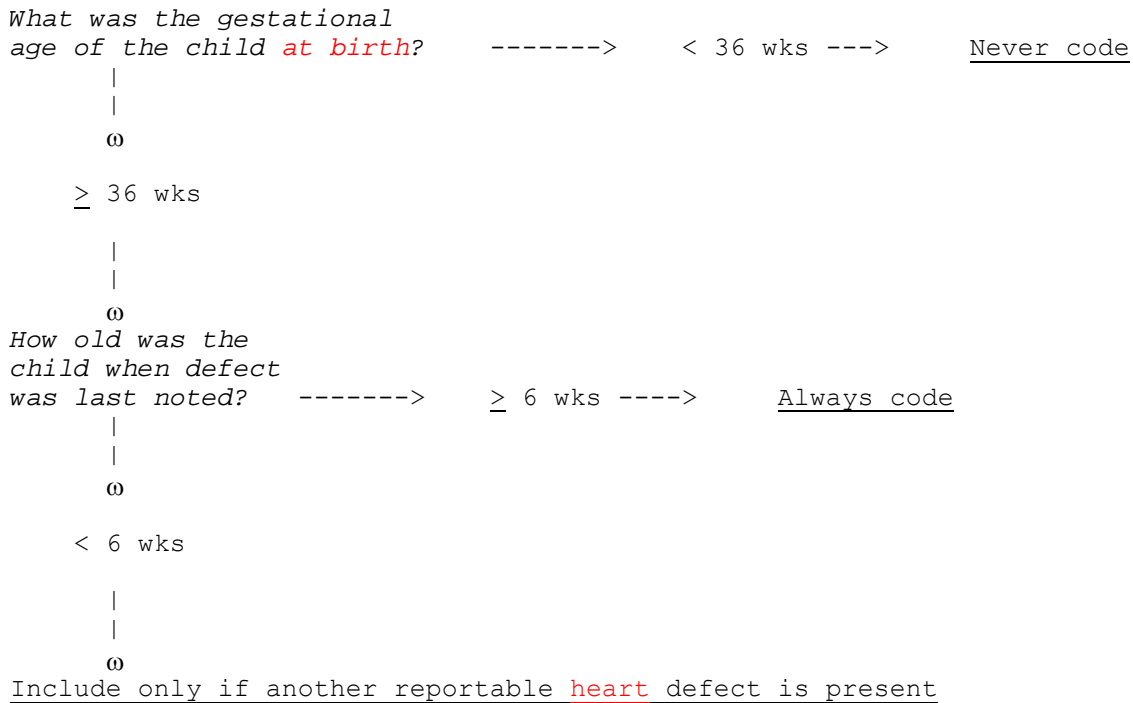 What was the gestational
age of the child at birth? -------> < 36 wks ---> Never code
|
|
ω
> 36 wks
|
|
ω
How old was the
child when defect
was last noted? -------> > 6 wks ----> Always code
|
|
ω
< 6 wks
|
|
ω
Include only if another reportable heart defect is present